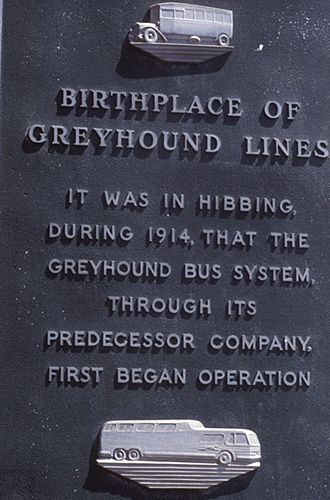 BIRTHPLACE OF
GREYHOUND LINES
IT WAS IN HIBBING,
DURING 1914, THAT THE
GREYHOUND BUS SYSTEM,
THROUGH ITS
PREDECESSOR COMPANY,
FIRST BEGAN OPERATION